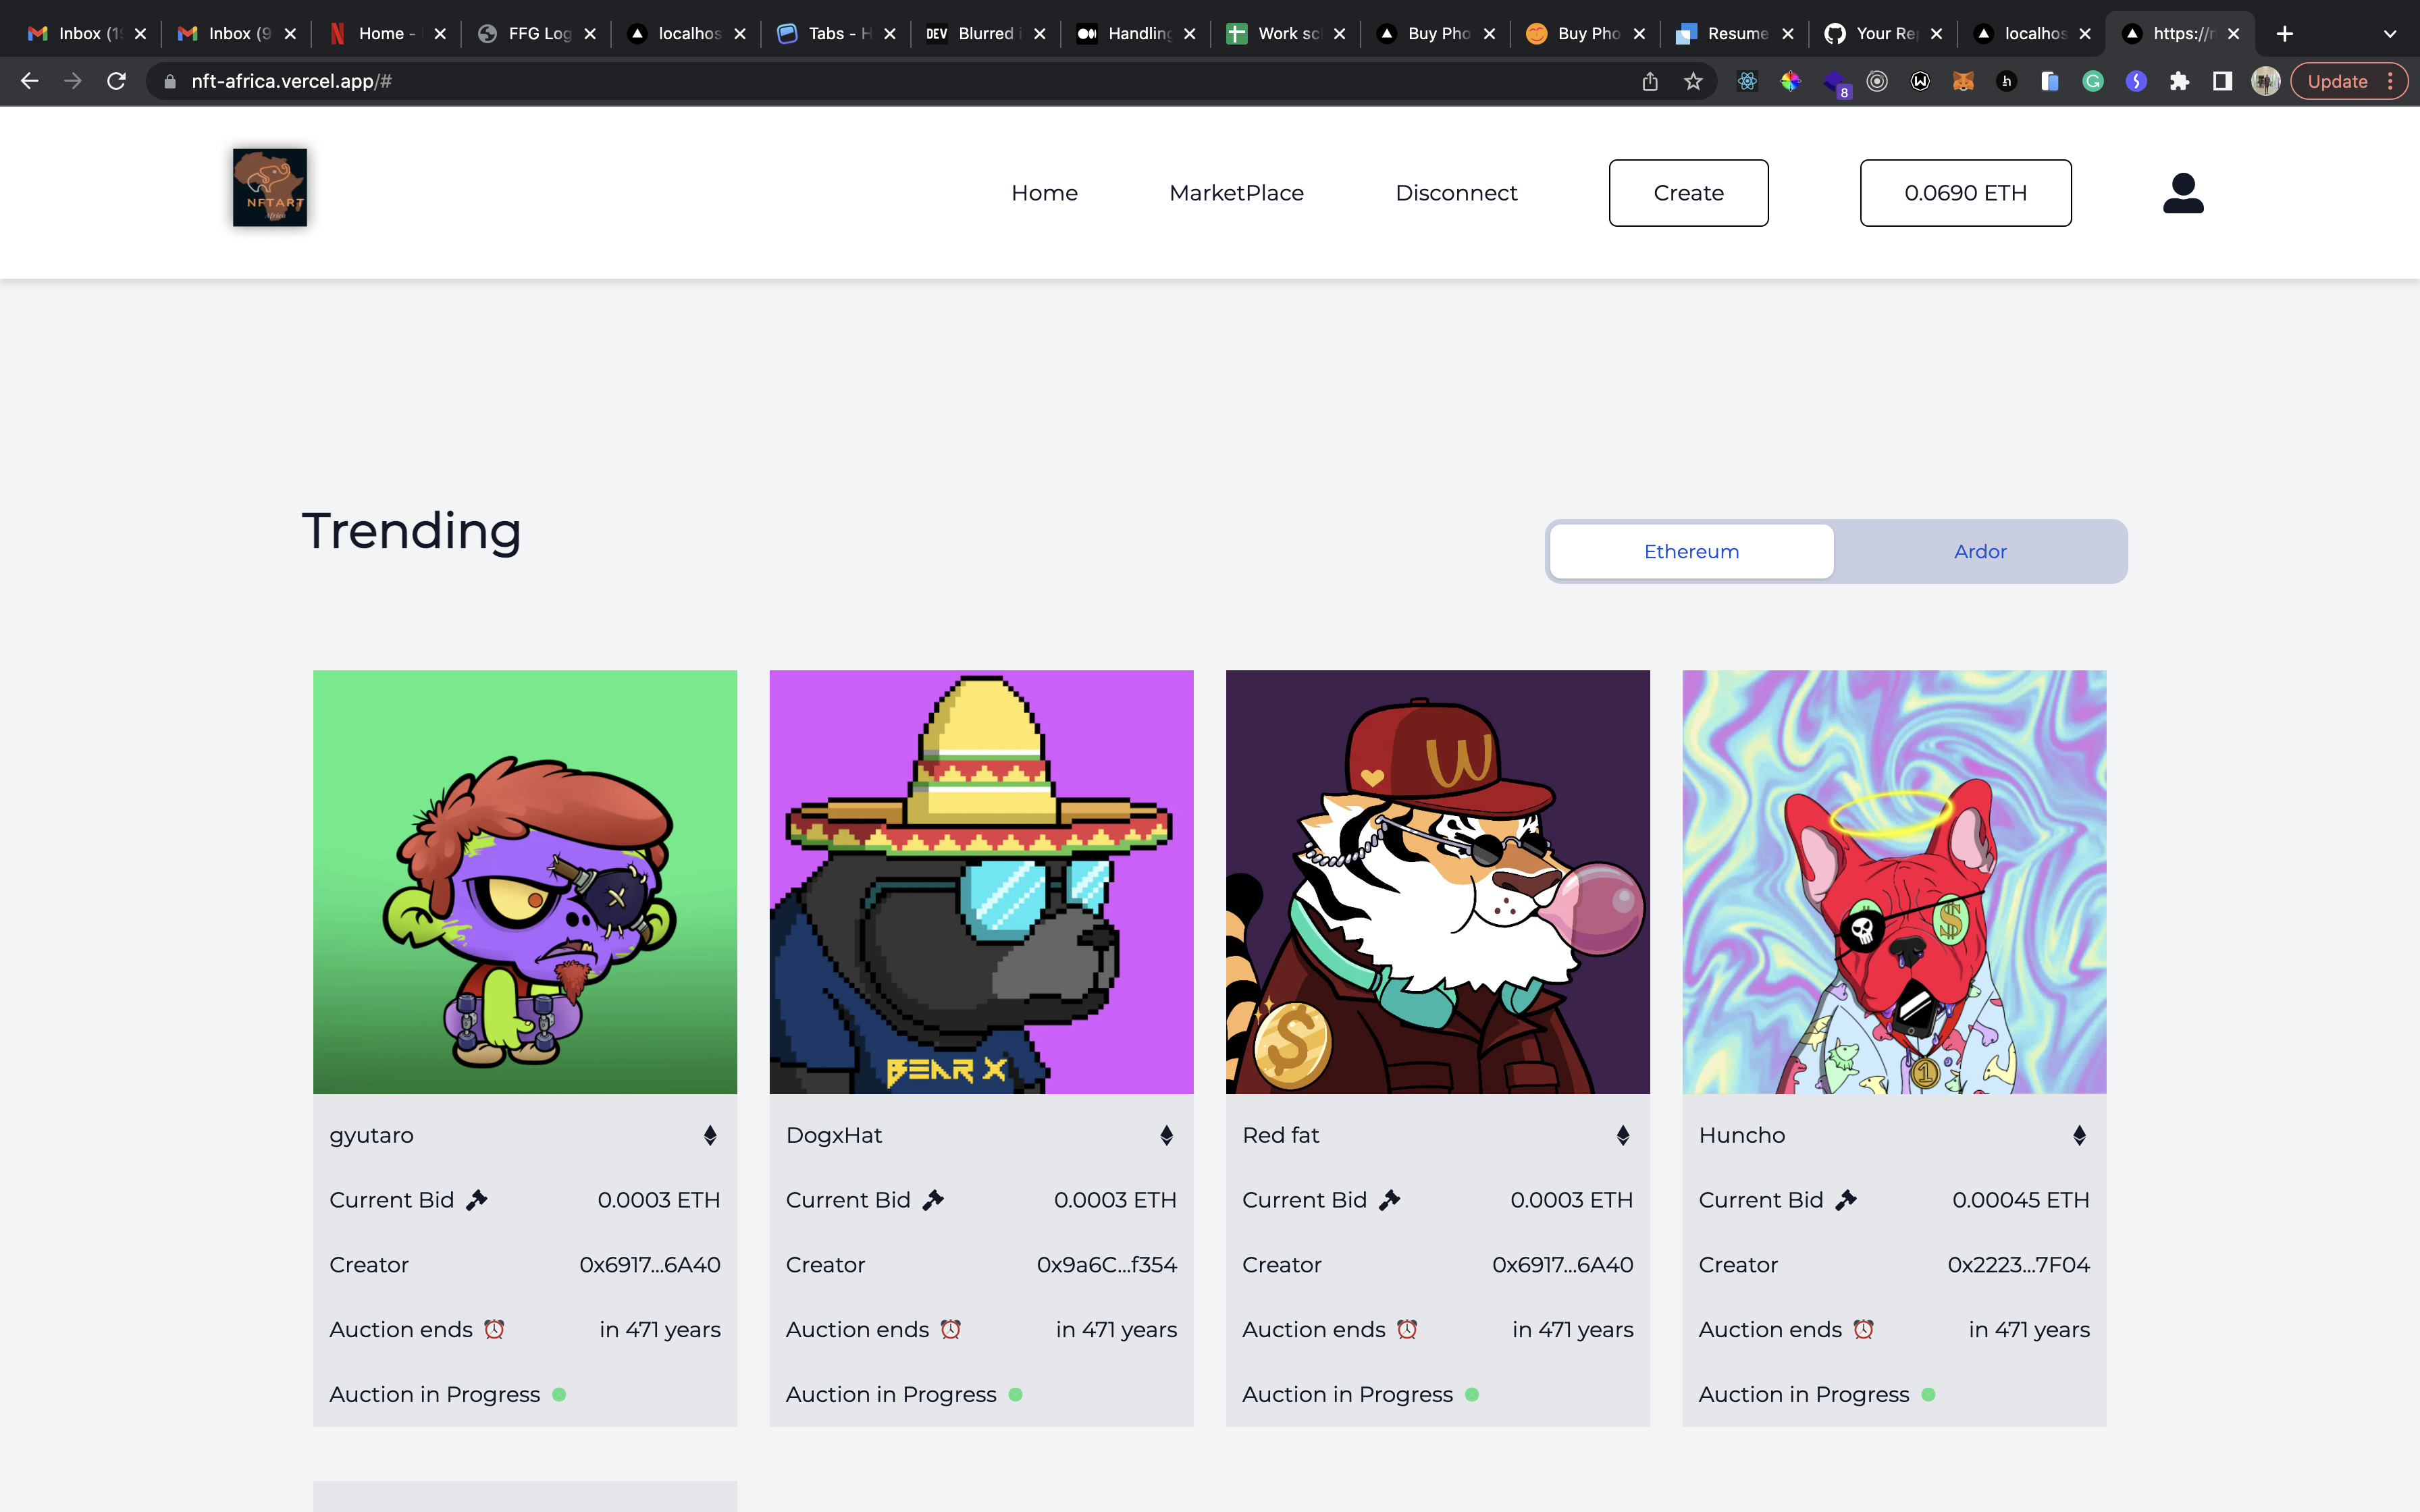 Inbox (1
Inbox (9
Home -
FFG Log
localhos
Tabs - H
DEV
Blurred i
Handling
Work sc
Buy Pho
Buy Pho
Resume
Your Re
localhos
https://
nft-africa.vercel.app/#
8
Update
NFTART
Africa
Home
MarketPlace
Disconnect
Create
0.0690 ETH
Trending
Ethereum
Ardor
BEAR X
W
$
$
1
gyutaro
Current Bid 0.0003 ETH
Creator 0x6917...6A40
Auction ends in 471 years
Auction in Progress
DogxHat
Current Bid 0.0003 ETH
Creator 0x9a6C...f354
Auction ends in 471 years
Auction in Progress
Red fat
Current Bid 0.0003 ETH
Creator 0x6917...6A40
Auction ends in 471 years
Auction in Progress
Huncho
Current Bid 0.00045 ETH
Creator 0x2223...7F04
Auction ends in 471 years
Auction in Progress